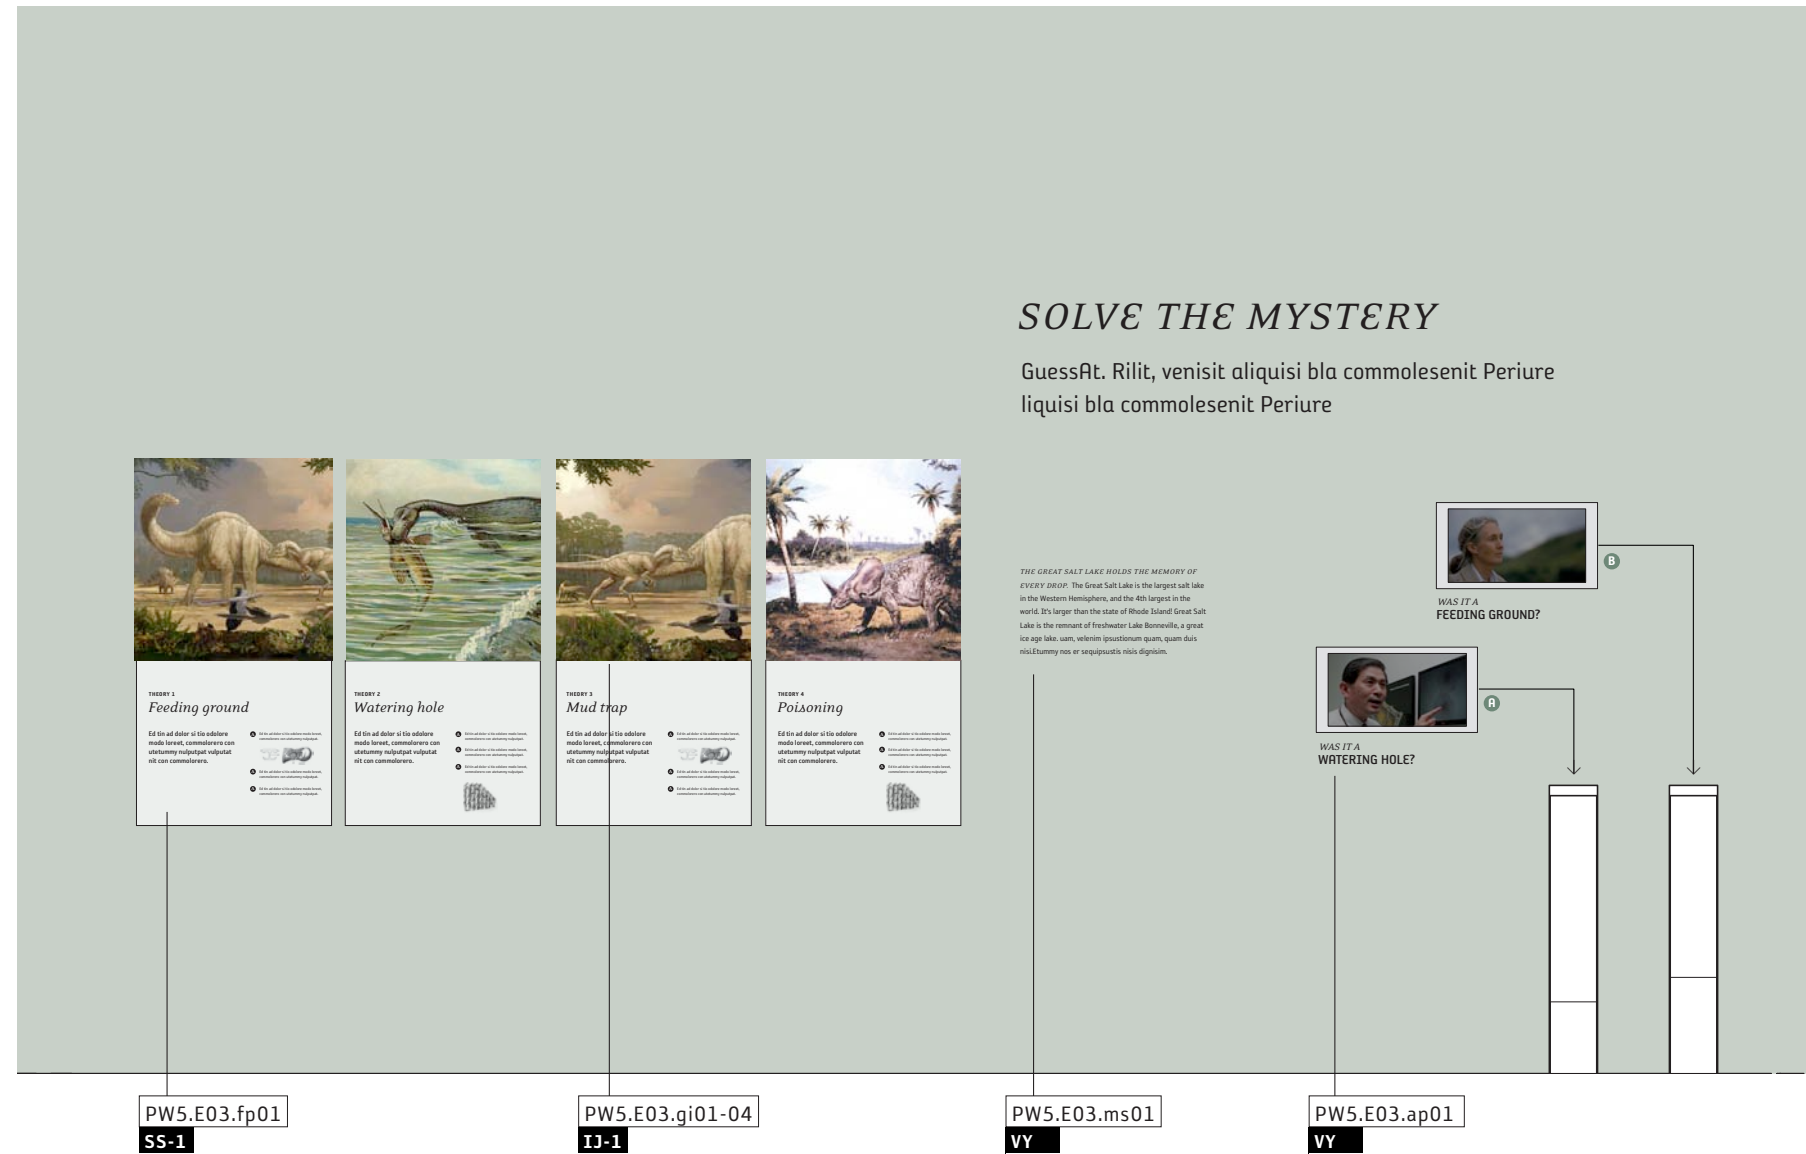 SOLVE THE MYSTERY
GuessAt. Rilit, venisit aliquisi bla commolesenit Periure
liquisi bla commolesenit Periure
THEORY 1
Feeding ground
Ed tin ad dolor si tio odolore
modo loreet, commolorero con
utetummy nulputpat vulputat
nit con commolorero.
THEORY 2
Watering hole
Ed tin ad dolor si tio odolore
modo loreet, commolorero con
utetummy nulputpat vulputat
nit con commolorero.
THEORY 3
Mud trap
Ed tin ad dolor si tio odolore
modo loreet, commolorero con
utetummy nulputpat vulputat
nit con commolorero.
THEORY 4
Poisoning
Ed tin ad dolor si tio odolore
modo loreet, commolorero con
utetummy nulputpat vulputat
nit con commolorero.
THE GREAT SALT LAKE HOLDS THE MEMORY OF
EVERY DROP. The Great Salt Lake is the largest salt lake
in the Western Hemisphere, and the 4th largest in the
world. It's larger than the state of Rhode Island! Great Salt
Lake is the remnant of freshwater Lake Bonneville, a great
ice age lake. uam, velenim ipsustionum quam, quam duis
nisi.Etummy nos er sequipsustis nisis dignisim.
B
WAS IT A
FEEDING GROUND?
A
WAS IT A
WATERING HOLE?
PW5.E03.fp01
SS-1
PW5.E03.gi01-04
IJ-1
PW5.E03.ms01
VY
PW5.E03.ap01
VY